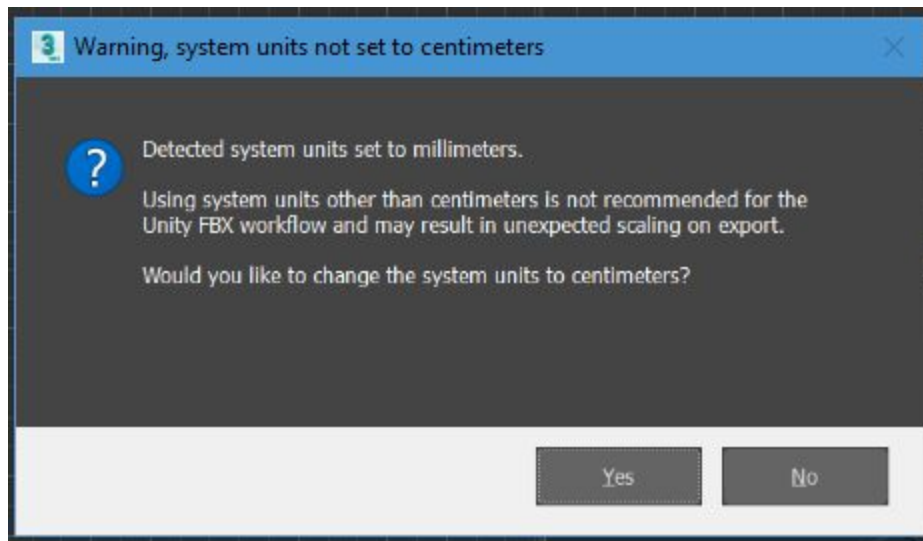 Warning, system units not set to centimeters
Detected system units set to millimeters.
Using system units other than centimeters is not recommended for the
Unity FBX workflow and may result in unexpected scaling on export.
Would you like to change the system units to centimeters?
Yes
No